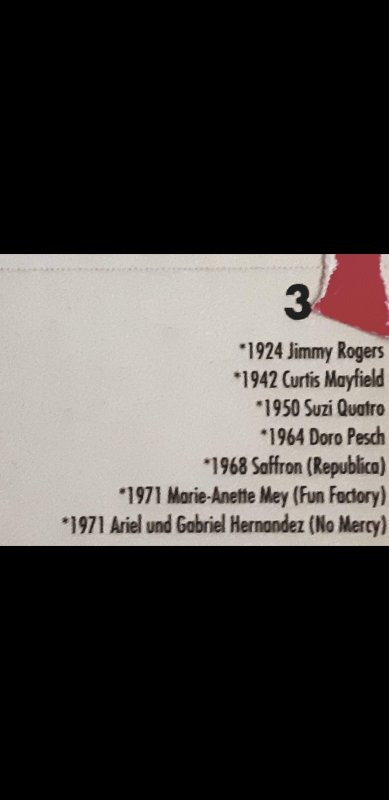 3
*1924 Jimmy Rogers
*1942 Curtis Mayfield
*1950 Suzi Quatro
*1964 Doro Pesch
*1968 Saffron (Republica)
*1971 Marie-Anette Mey (Fun Factory)
*1971 Ariel und Gabriel Hernandez (No Mercy)